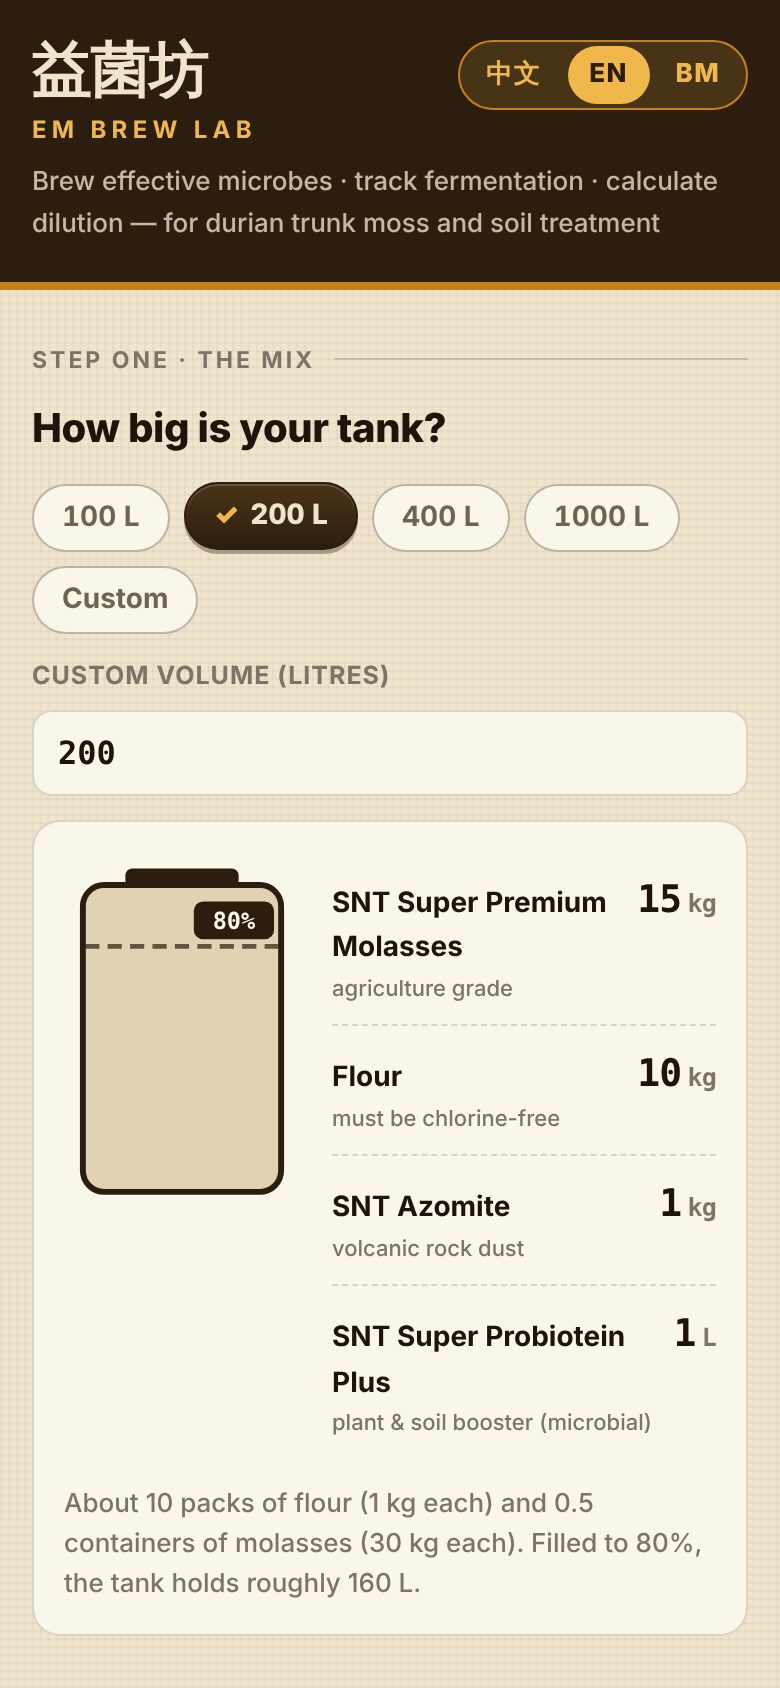 益菌坊
中文 EN BM
EM BREW LAB
Brew effective microbes · track fermentation · calculate
dilution — for durian trunk moss and soil treatment
STEP ONE · THE MIX
How big is your tank?
100 L
✓ 200 L
400 L
1000 L
Custom
CUSTOM VOLUME (LITRES)
200
80%
SNT Super Premium 15 kg
Molasses
agriculture grade
Flour 10 kg
must be chlorine-free
SNT Azomite 1 kg
volcanic rock dust
SNT Super Probiotein 1 L
Plus
plant & soil booster (microbial)
About 10 packs of flour (1 kg each) and 0.5
containers of molasses (30 kg each). Filled to 80%,
the tank holds roughly 160 L.